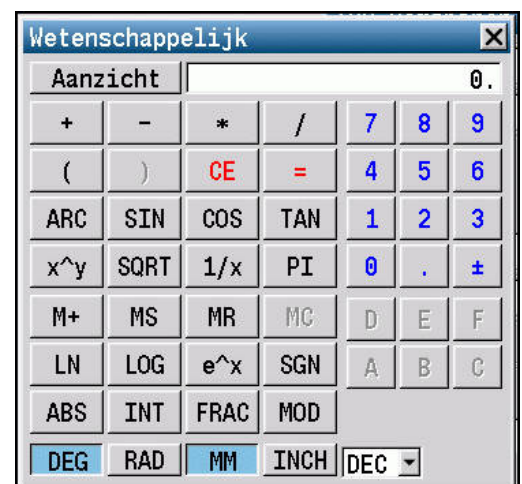 Wetenschappelijk
Aanzicht 0.
+ - * / 7 8 9
( ) CE = 4 5 6
ARC SIN COS TAN 1 2 3
x^y SQRT 1/x PI 0 . ±
M+ MS MR MC D E F
LN LOG e^x SGN A B C
ABS INT FRAC MOD
DEG RAD MM INCH DEC